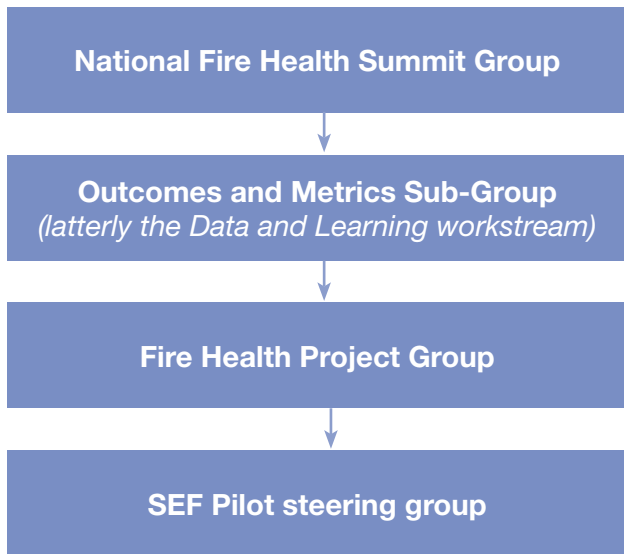 National Fire Health Summit Group
Outcomes and Metrics Sub-Group
(latterly the Data and Learning workstream)
Fire Health Project Group
SEF Pilot steering group